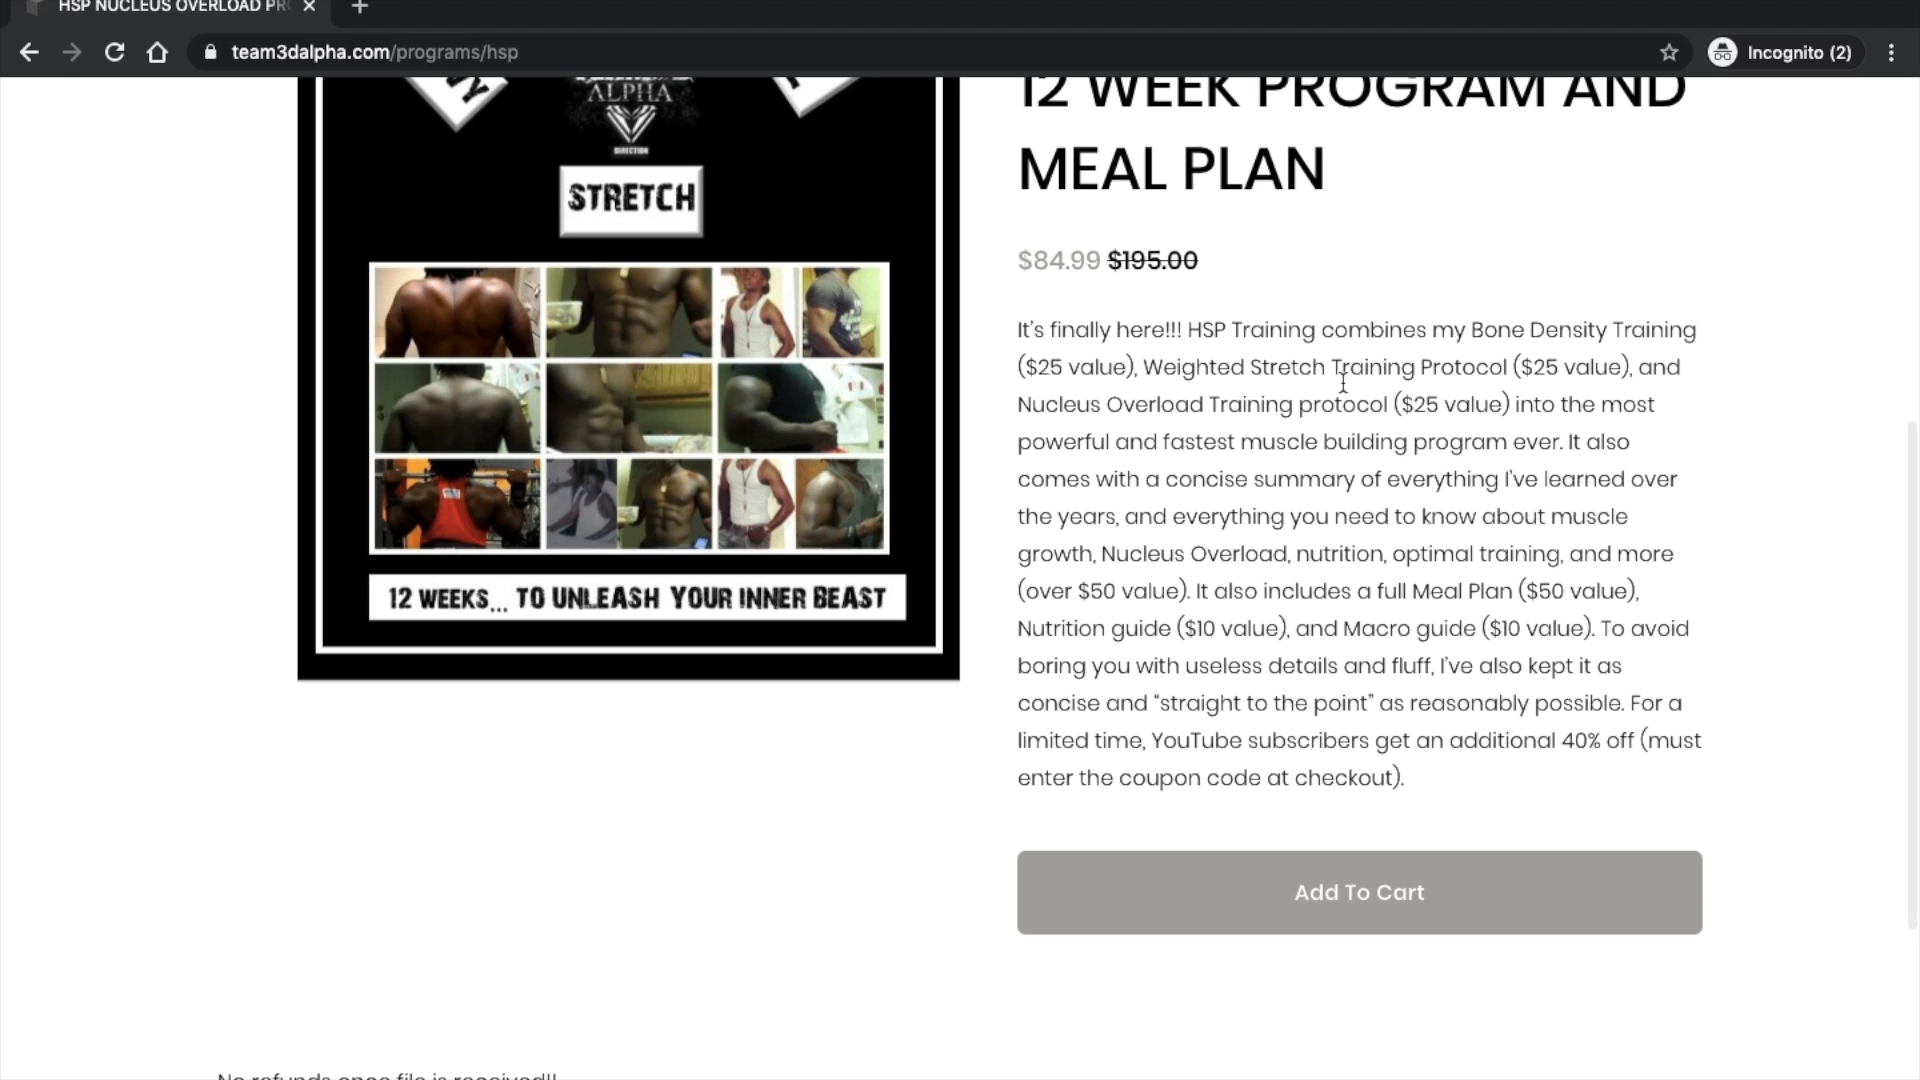 HSP NUCLEUS OVERLOAD PR
team3dalpha.com/programs/hsp
Incognito (2)
ALPHA
DIRECTION
STRETCH
12 WEEKS... TO UNLEASH YOUR INNER BEAST
12 WEEK PROGRAM AND
MEAL PLAN
$84.99 $195.00
It's finally here!!! HSP Training combines my Bone Density Training
($25 value), Weighted Stretch Training Protocol ($25 value), and
Nucleus Overload Training protocol ($25 value) into the most
powerful and fastest muscle building program ever. It also
comes with a concise summary of everything I've learned over
the years, and everything you need to know about muscle
growth, Nucleus Overload, nutrition, optimal training, and more
(over $50 value). It also includes a full Meal Plan ($50 value),
Nutrition guide ($10 value), and Macro guide ($10 value). To avoid
boring you with useless details and fluff, I've also kept it as
concise and “straight to the point” as reasonably possible. For a
limited time, YouTube subscribers get an additional 40% off (must
enter the coupon code at checkout).
Add To Cart
No refunds once file is received!!